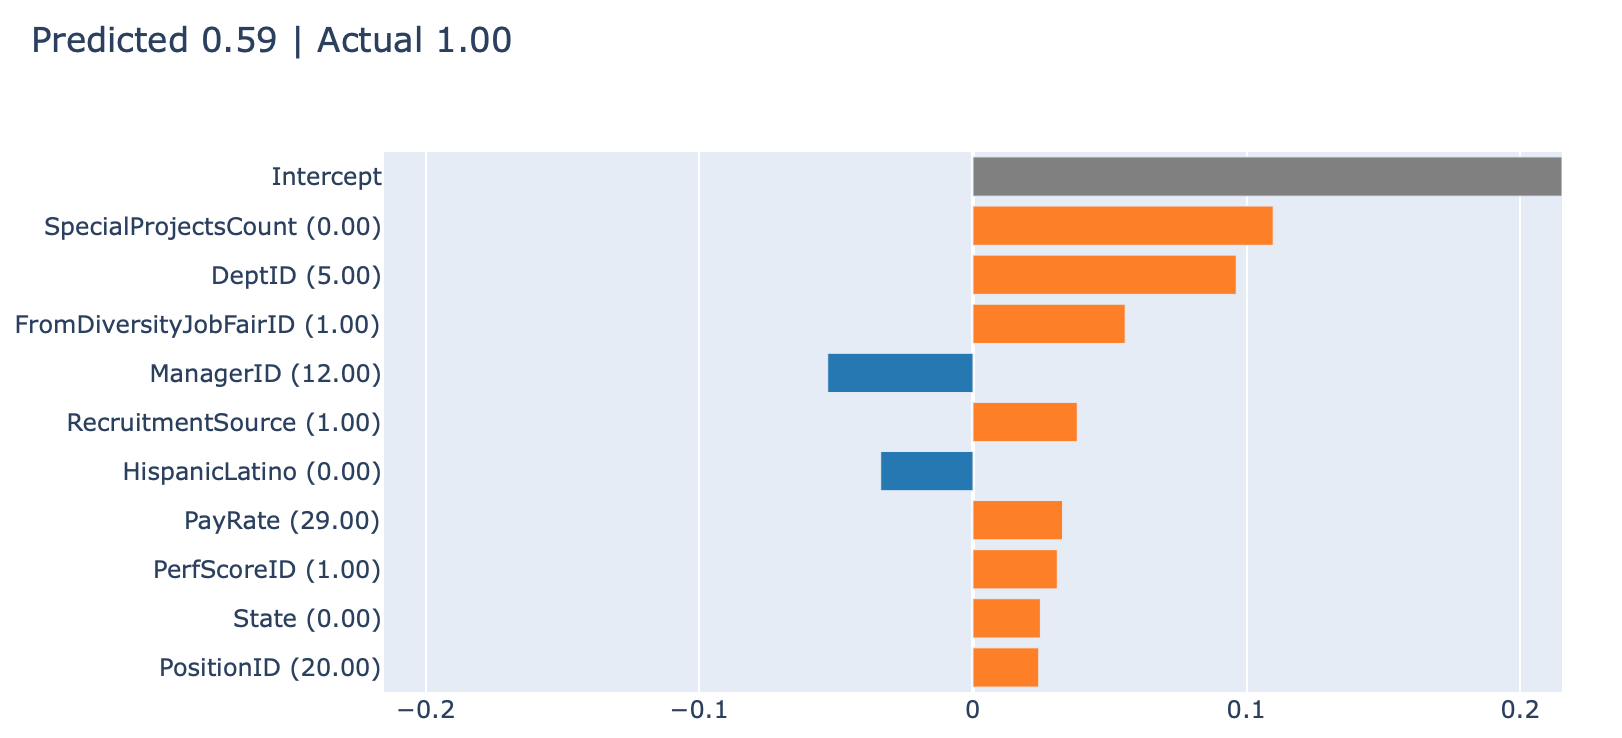 Predicted 0.59 | Actual 1.00
Intercept
SpecialProjectsCount (0.00)
DeptID (5.00)
FromDiversityJobFairID (1.00)
ManagerID (12.00)
RecruitmentSource (1.00)
HispanicLatino (0.00)
PayRate (29.00)
PerfScoreID (1.00)
State (0.00)
PositionID (20.00)
−0.2 −0.1 0 0.1 0.2